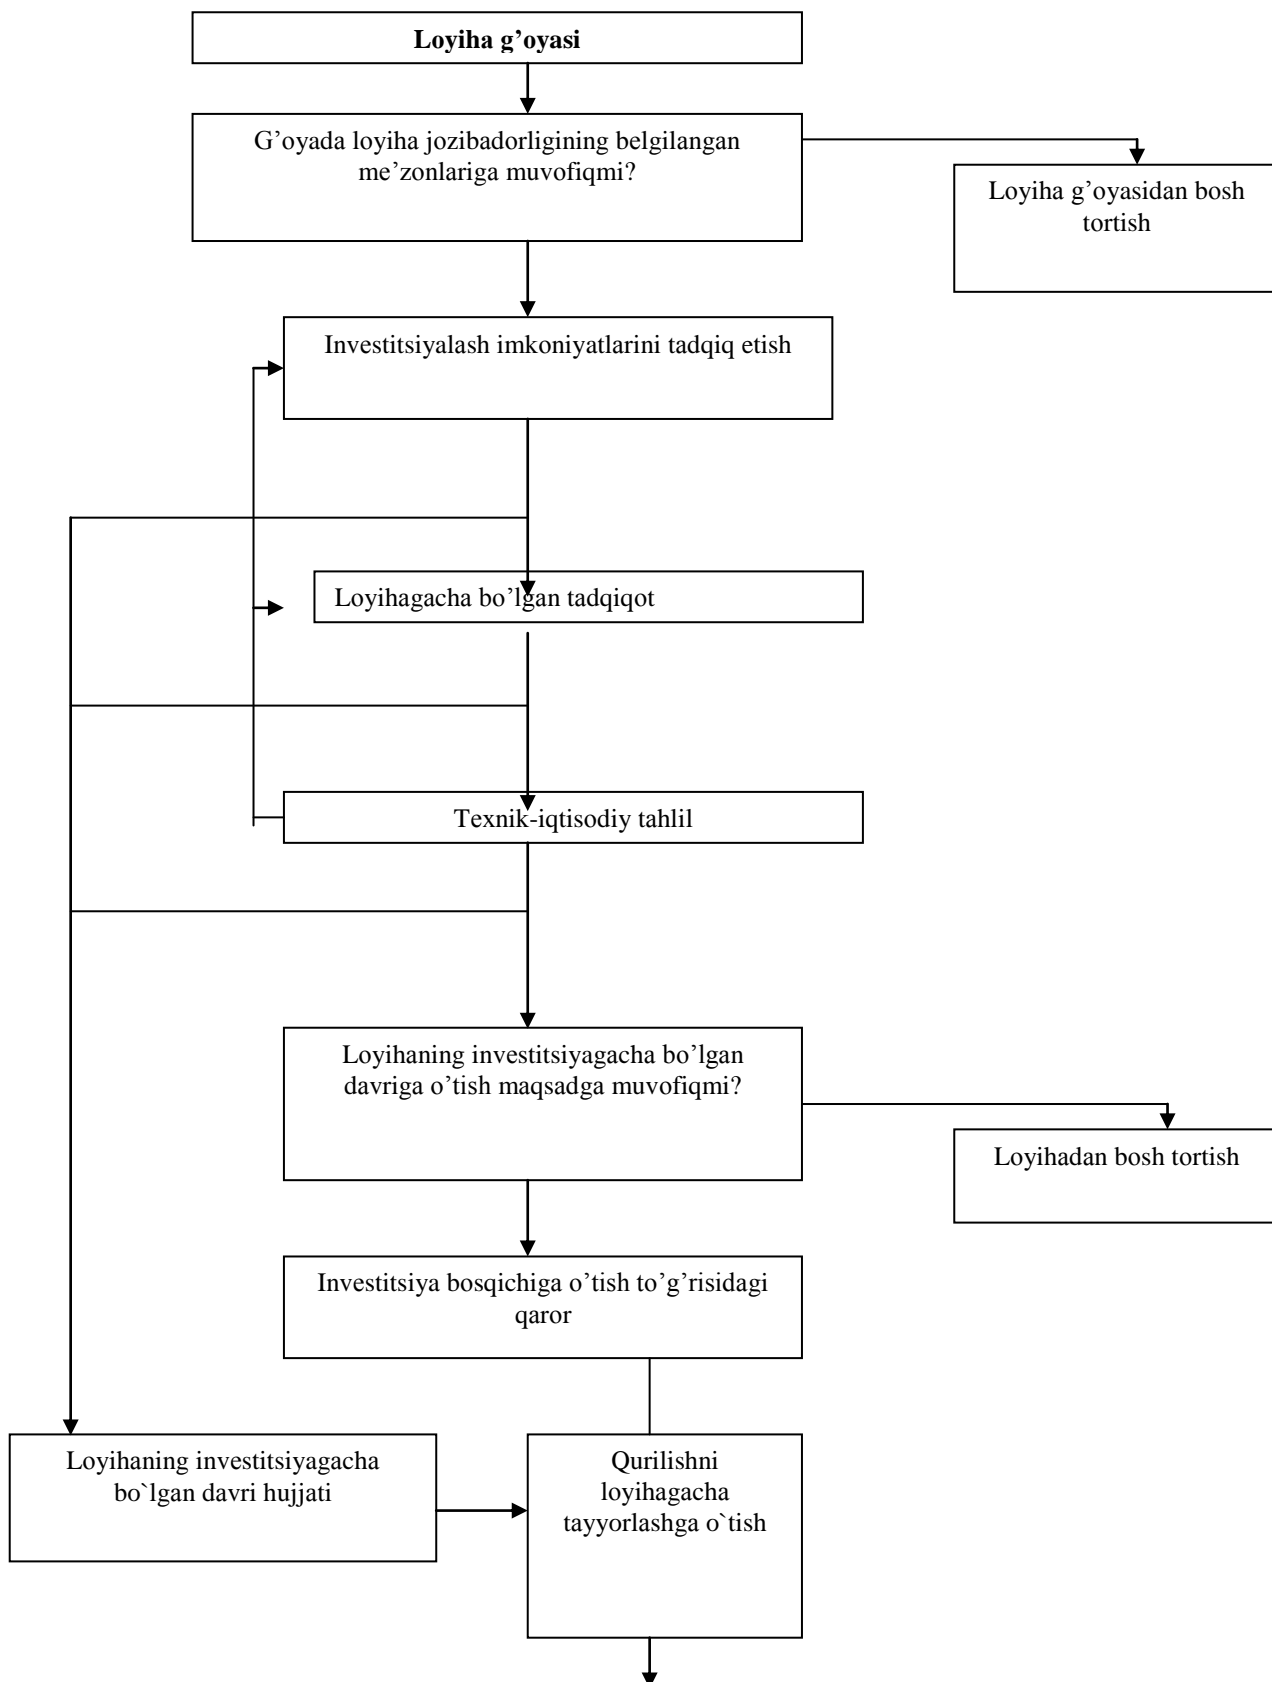 Loyiha g’oyasi
G’oyada loyiha jozibadorligining belgilangan
me’zonlariga muvofiqmi?
Loyiha g’oyasidan bosh
tortish
Investitsiyalash imkoniyatlarini tadqiq etish
Loyihagacha bo’lgan tadqiqot
Texnik-iqtisodiy tahlil
Loyihaning investitsiyagacha bo’lgan
davriga o’tish maqsadga muvofiqmi?
Loyihadan bosh tortish
Investitsiya bosqichiga o’tish to’g’risidagi
qaror
Loyihaning investitsiyagacha
bo`lgan davri hujjati
Qurilishni
loyihagacha
tayyorlashga o`tish